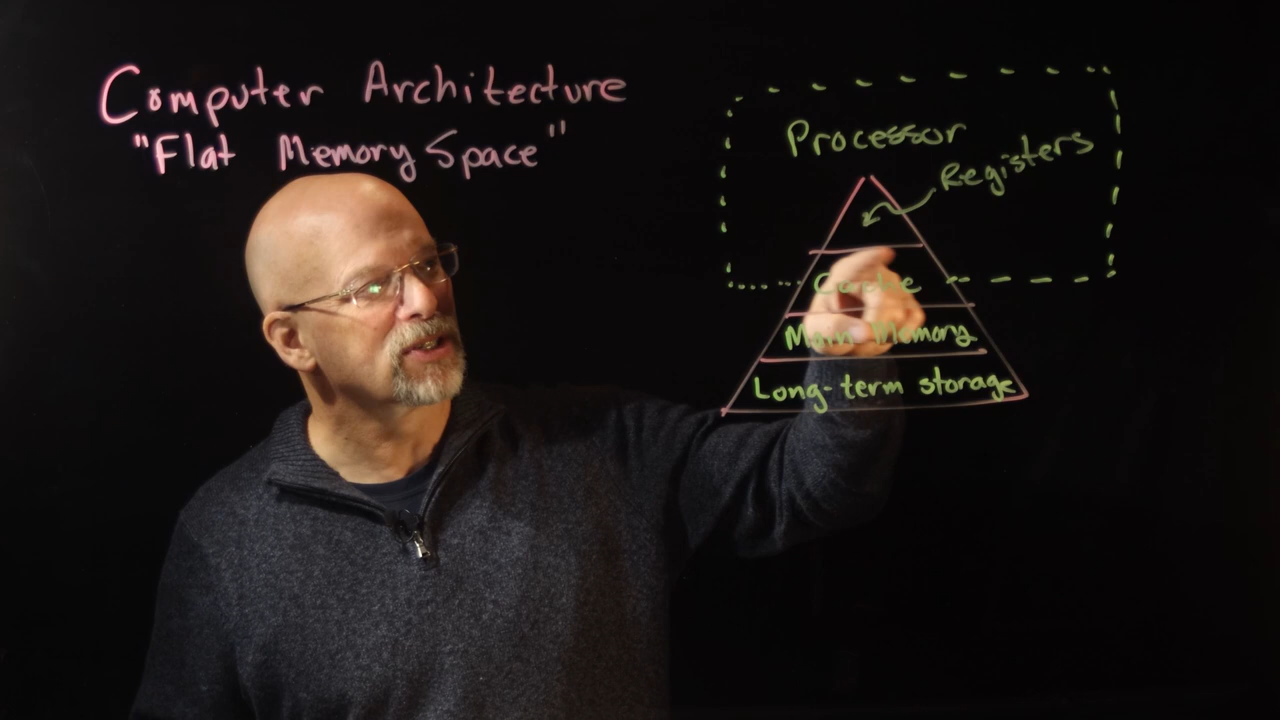 Computer Architecture
"Flat Memory Space"
Processor
Registers
Cache
Main Memory
Long-term storage